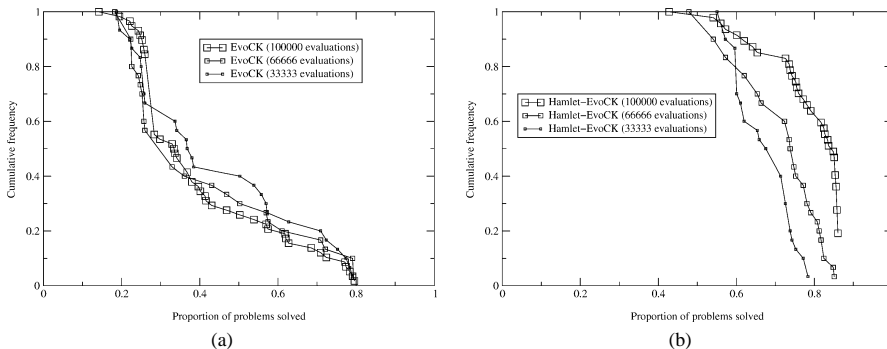 1
0.8
0.6
0.4
0.2
0
Cumulative frequency
EvoCK (100000 evaluations)
EvoCK (66666 evaluations)
EvoCK (33333 evaluations)
0
0.2
0.4
0.6
0.8
1
Proportion of problems solved
(a)
1
0.8
0.6
0.4
0.2
0
Cumulative frequency
Hamlet−EvoCK (100000 evaluations)
Hamlet−EvoCK (66666 evaluations)
Hamlet−EvoCK (33333 evaluations)
0
0.2
0.4
0.6
0.8
Proportion of problems solved
(b)